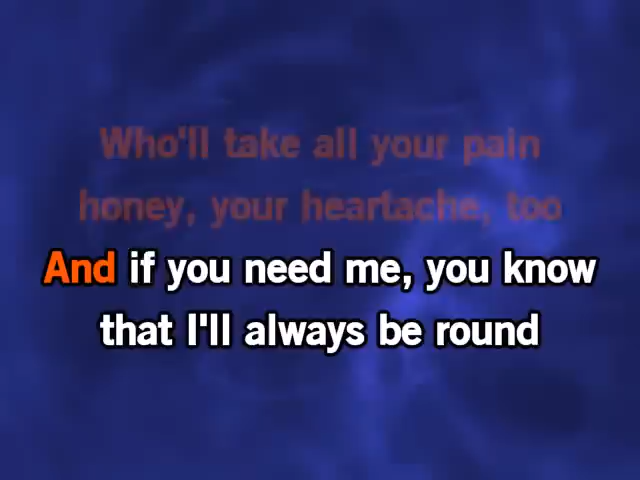 Who'll take all your pain
honey, your heartache, too
And if you need me, you know
that I'll always be round